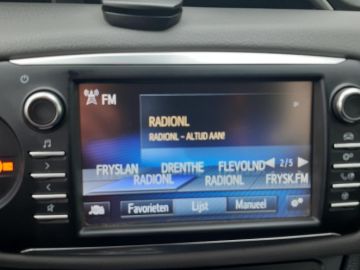 FM
RADIONL
RADIONL - ALTIJD AAN!
2/5
FRYSLAN DRENTHE FLEVOLND
RADIONL RADIONL FRYSK.FM
Favorieten Lijst Manueel